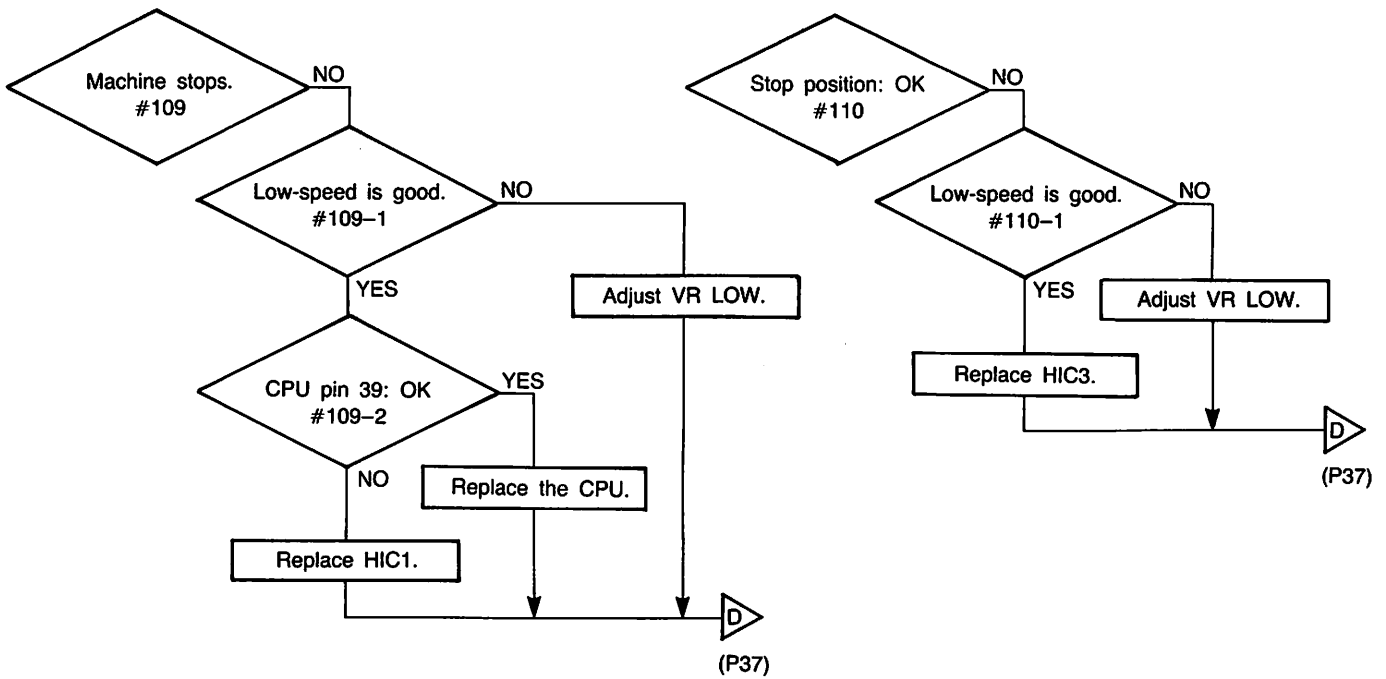 Machine stops.
#109
NO
Low-speed is good.
#109–1
NO
YES
Adjust VR LOW.
CPU pin 39: OK
#109–2
YES
NO
Replace the CPU.
Replace HIC1.
D
(P37)
Stop position: OK
#110
NO
Low-speed is good.
#110–1
NO
YES
Adjust VR LOW.
Replace HIC3.
D
(P37)